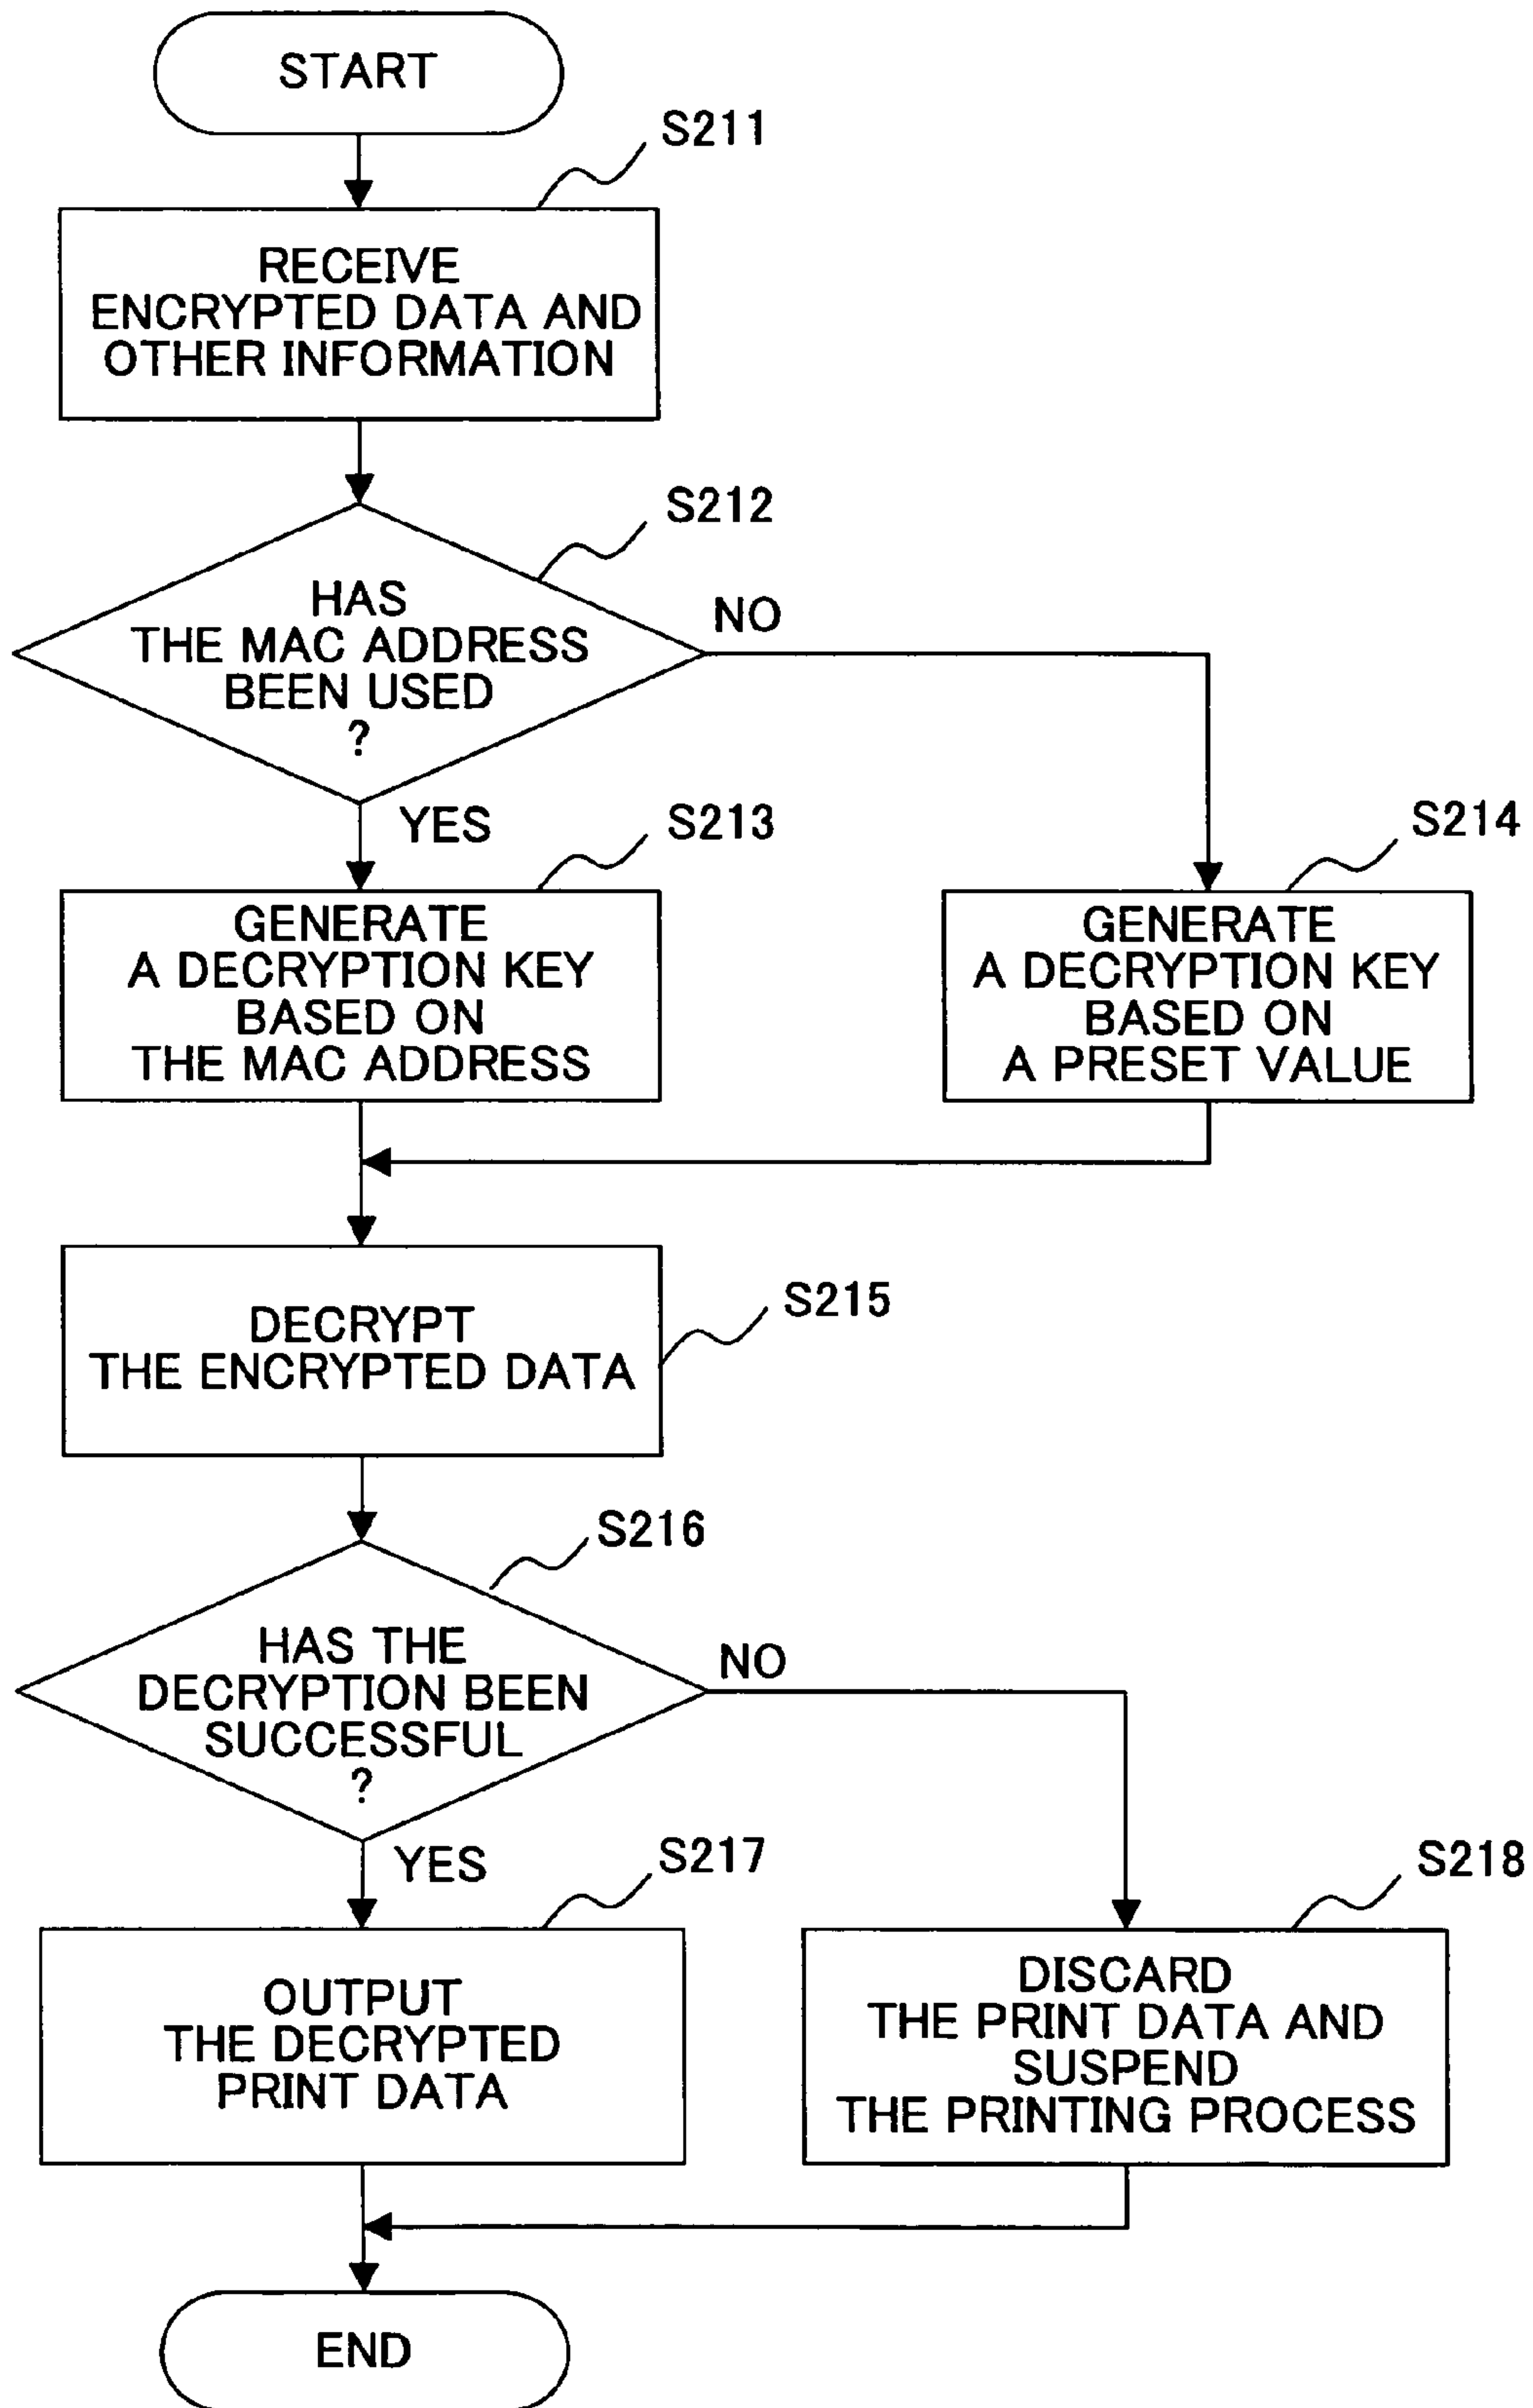 START
S211
RECEIVE
ENCRYPTED DATA AND
OTHER INFORMATION
S212
HAS
THE MAC ADDRESS
BEEN USED
?
NO
YES
S213
GENERATE
A DECRYPTION KEY
BASED ON
THE MAC ADDRESS
S214
GENERATE
A DECRYPTION KEY
BASED ON
A PRESET VALUE
S215
DECRYPT
THE ENCRYPTED DATA
S216
HAS THE
DECRYPTION BEEN
SUCCESSFUL
?
NO
YES
S217
OUTPUT
THE DECRYPTED
PRINT DATA
S218
DISCARD
THE PRINT DATA AND
SUSPEND
THE PRINTING PROCESS
END